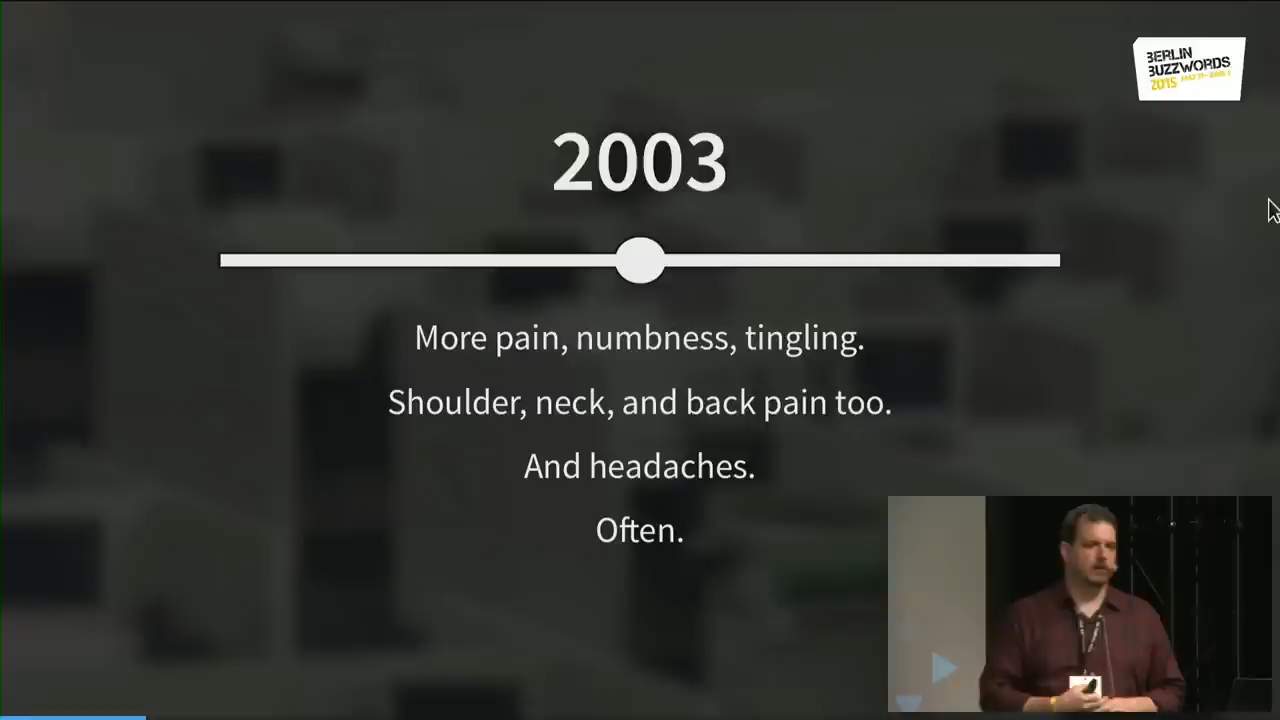 BERLIN
BUZZWORDS
2015
2003
More pain, numbness, tingling.
Shoulder, neck, and back pain too.
And headaches.
Often.